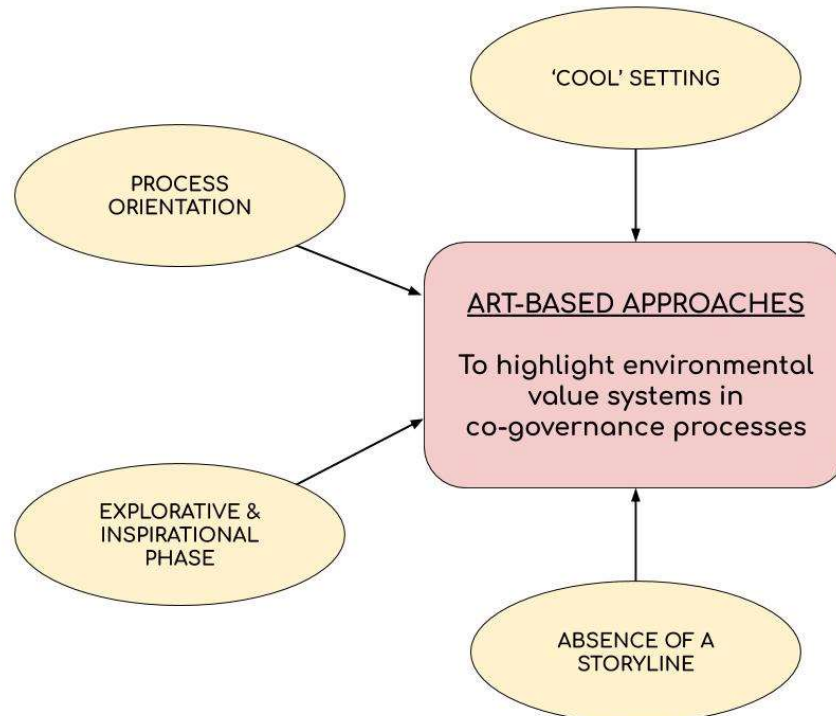 ‘COOL’ SETTING
PROCESS
ORIENTATION
ART-BASED APPROACHES
To highlight environmental
value systems in
co-governance processes
EXPLORATIVE &
INSPIRATIONAL
PHASE
ABSENCE OF A
STORYLINE